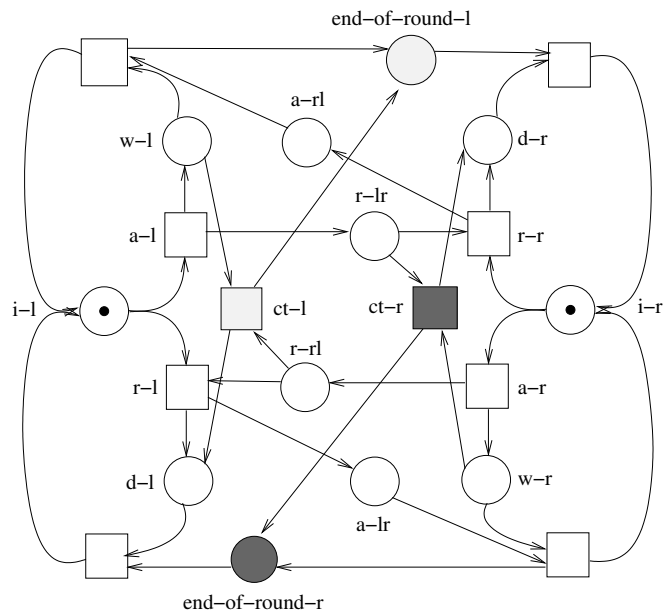 end-of-round-l
a-rl
w-l
d-r
r-lr
a-l
r-r
i-l
ct-l
ct-r
i-r
r-rl
r-l
a-r
d-l
w-r
a-lr
end-of-round-r